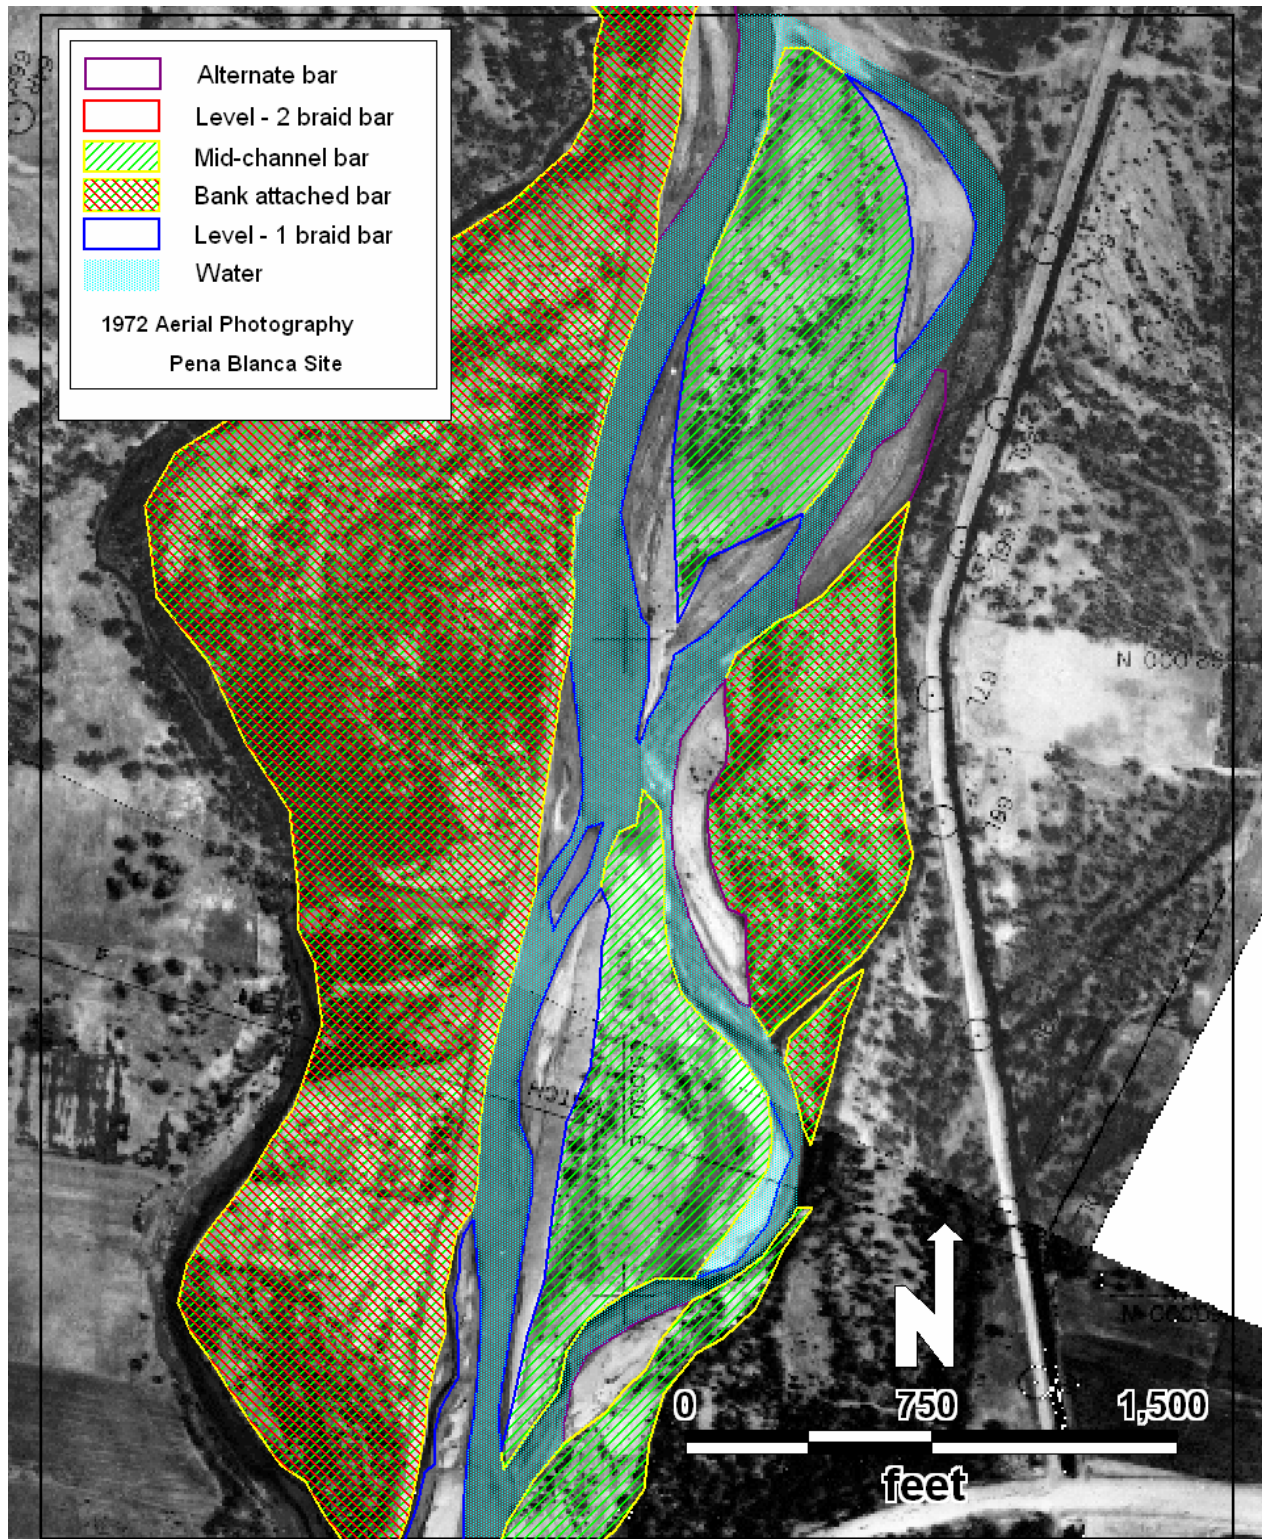 Alternate bar
Level - 2 braid bar
Mid-channel bar
Bank attached bar
Level - 1 braid bar
Water
1972 Aerial Photography
Pena Blanca Site
N
0 750 1,500
feet